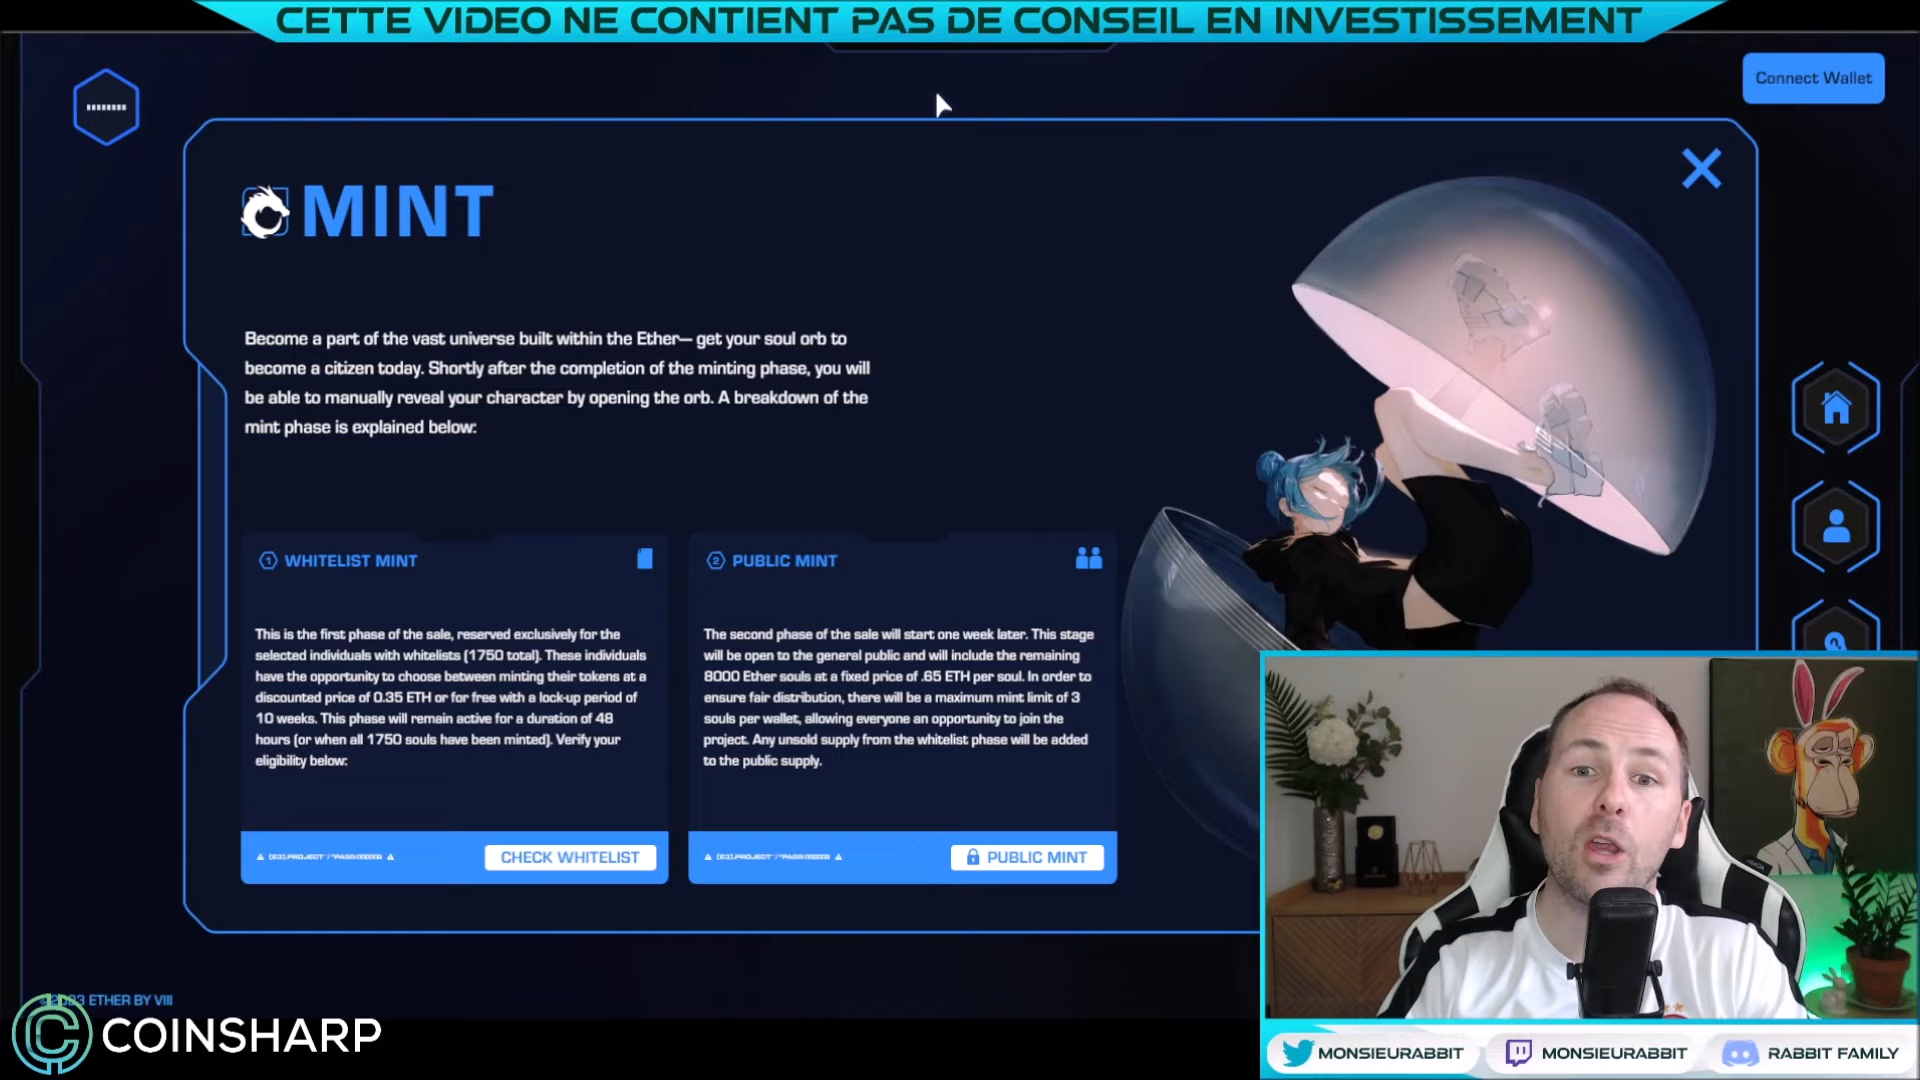 CETTE VIDEO NE CONTIENT PAS DE CONSEIL EN INVESTISSEMENT
Connect Wallet
MINT
Become a part of the vast universe built within the Ether— get your soul orb to
become a citizen today. Shortly after the completion of the minting phase, you will
be able to manually reveal your character by opening the orb. A breakdown of the
mint phase is explained below:
1 WHITELIST MINT
This is the first phase of the sale, reserved exclusively for the
selected individuals with whitelists (1750 total). These individuals
have the opportunity to choose between minting their tokens at a
discounted price of 0.35 ETH or for free with a lock-up period of
10 weeks. This phase will remain active for a duration of 48
hours (or when all 1750 souls have been minted). Verify your
eligibility below:
CHECK WHITELIST
2 PUBLIC MINT
The second phase of the sale will start one week later. This stage
will be open to the general public and will include the remaining
8000 Ether souls at a fixed price of .65 ETH per soul. In order to
ensure fair distribution, there will be a maximum mint limit of 3
souls per wallet, allowing everyone an opportunity to join the
project. Any unsold supply from the whitelist phase will be added
to the public supply.
PUBLIC MINT
ETHER BY VIII
COINSHARP
MONSIEURABBIT
MONSIEURABBIT
RABBIT FAMILY